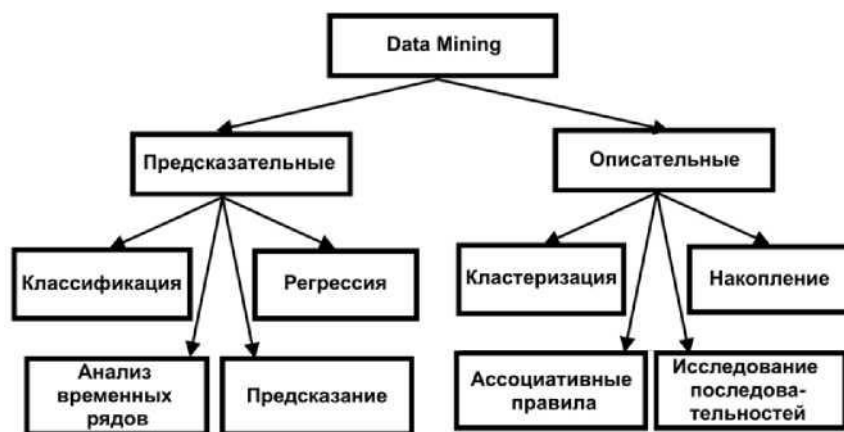 Data Mining
Предсказательные
Описательные
Классификация
Регрессия
Кластеризация
Накопление
Анализ
временных
рядов
Предсказание
Ассоциативные
правила
Исследование
последова-
тельностей